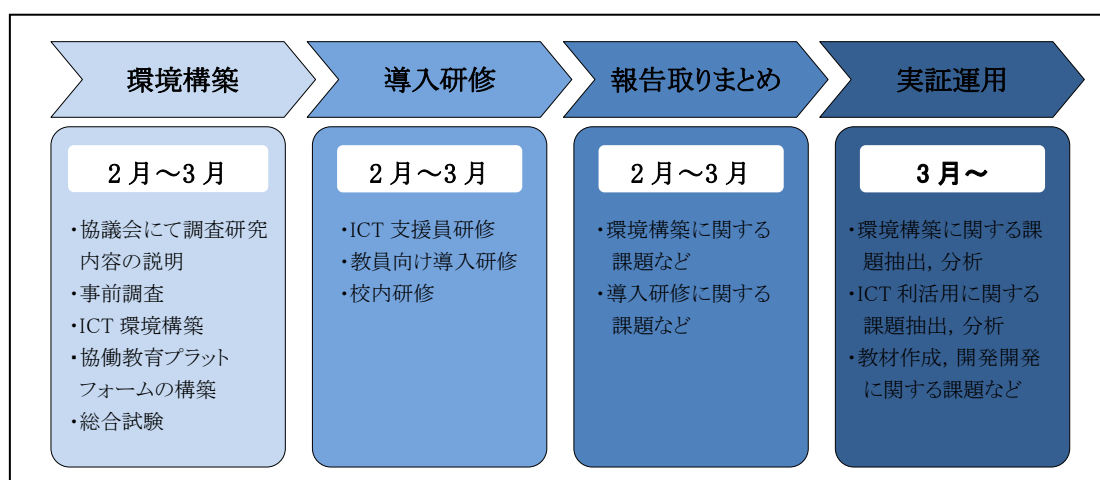 環境構築
導入研修
報告取りまとめ
実証運用
2月～3月
・協議会にて調査研究
内容の説明
・事前調査
・ICT 環境構築
・協働教育プラット
フォームの構築
・総合試験
2月～3月
・ICT 支援員研修
・教員向け導入研修
・校内研修
2月～3月
・環境構築に関する
課題など
・導入研修に関する
課題など
3月～
・環境構築に関する課
題抽出，分析
・ICT 利活用に関する
課題抽出，分析
・教材作成，開発開発
に関する課題など